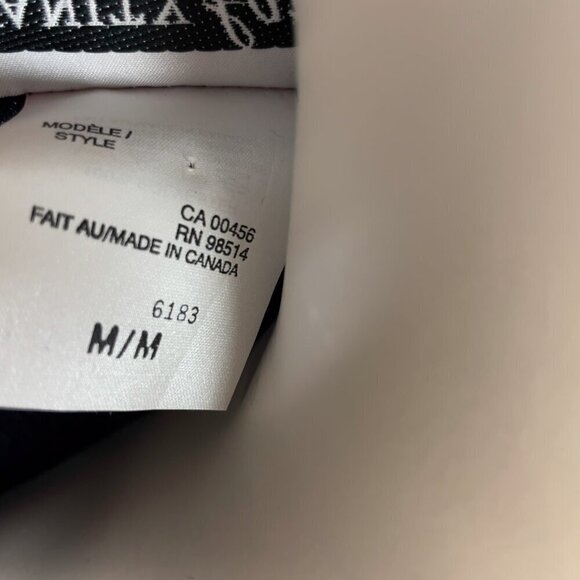 MODÈLE /
STYLE
CA 00456
RN 98514
FAIT AU/MADE IN CANADA
6183
M/M